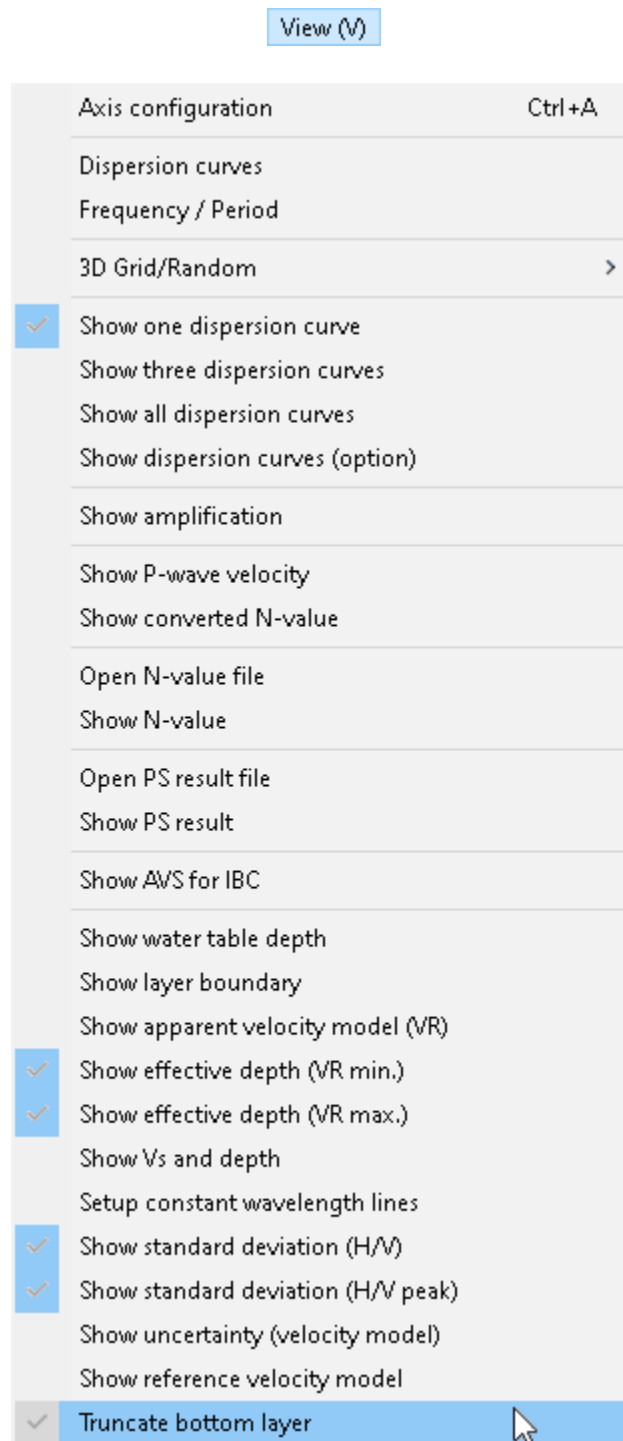 View (V)
Axis configuration Ctrl+A
Dispersion curves
Frequency / Period
3D Grid/Random
Show one dispersion curve
Show three dispersion curves
Show all dispersion curves
Show dispersion curves (option)
Show amplification
Show P-wave velocity
Show converted N-value
Open N-value file
Show N-value
Open PS result file
Show PS result
Show AVS for IBC
Show water table depth
Show layer boundary
Show apparent velocity model (VR)
Show effective depth (VR min.)
Show effective depth (VR max.)
Show Vs and depth
Setup constant wavelength lines
Show standard deviation (H/V)
Show standard deviation (H/V peak)
Show uncertainty (velocity model)
Show reference velocity model
Truncate bottom layer